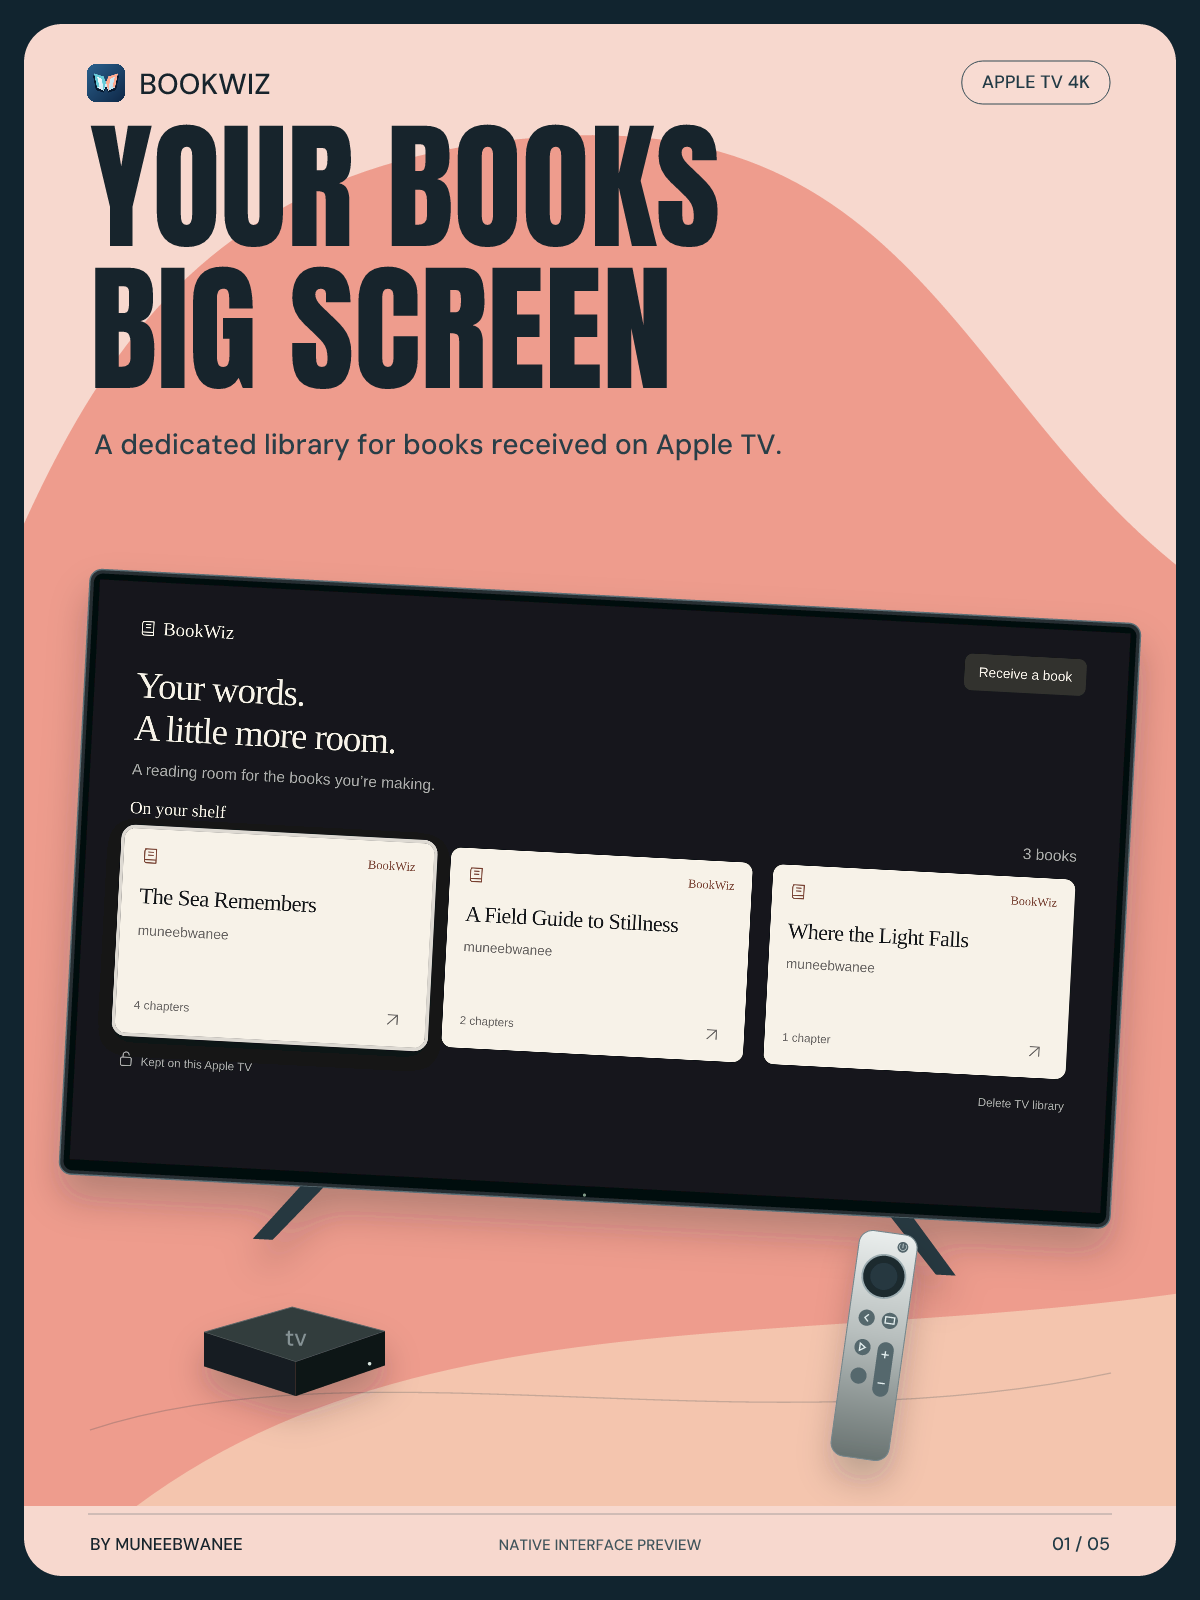 BOOKWIZ
APPLE TV 4K
YOUR BOOKS
BIG SCREEN
A dedicated library for books received on Apple TV.
BookWiz
Receive a book
Your words.
A little more room.
A reading room for the books you’re making.
On your shelf
3 books
BookWiz
The Sea Remembers
muneebwanee
4 chapters
BookWiz
A Field Guide to Stillness
muneebwanee
2 chapters
BookWiz
Where the Light Falls
muneebwanee
1 chapter
Kept on this Apple TV
Delete TV library
tv
BY MUNEEBWANEE
NATIVE INTERFACE PREVIEW
01 / 05